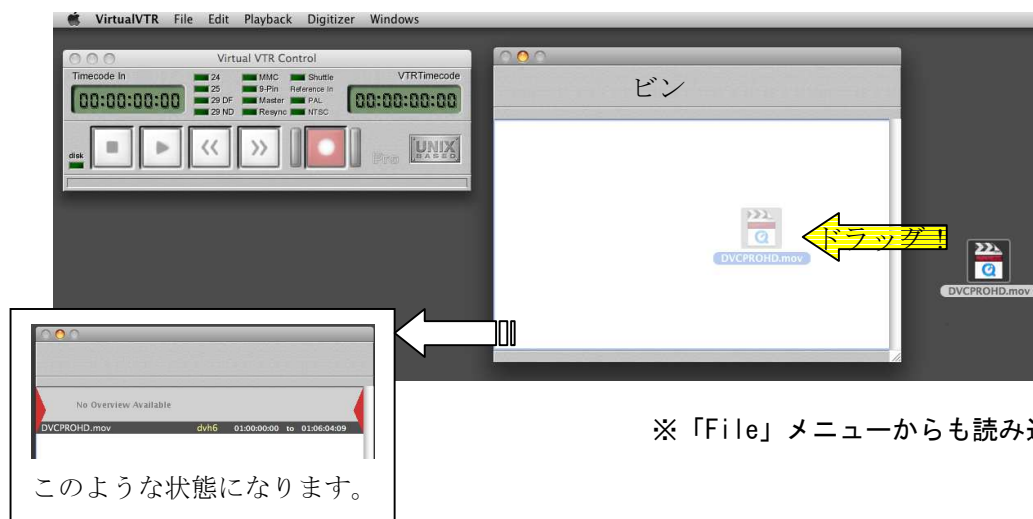 VirtualVTR File Edit Playback Digitizer Windows
Virtual VTR Control
Timecode In
VTRTimecode
24 MMC Shuttle
25 9-Pin Reference In
29 DF Master PAL
29 ND Resync NTSC
00:00:00:00
00:00:00:00
disk
Pro
UNIX
BASED
ビン
DVCPROHD.mov
ドラッグ!
DVCPROHD.mov
No Overview Available
DVCPROHD.mov dvh6 01:00:00:00 to 01:06:04:09
このような状態になります。
※「File」メニューからも読み